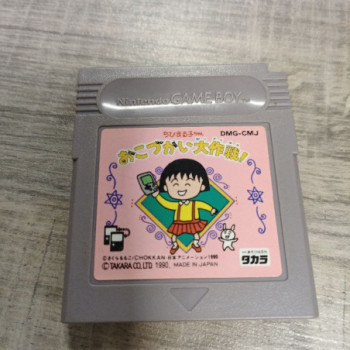 Nintendo GAME BOY
ちびまる子ちゃん
DMG-CMJ
おこづかい大作戦!
©さくらももこ/CHOKKAN 日本アニメーション1990
©TAKARA CO.,LTD. 1990, MADE IN JAPAN
タカラ